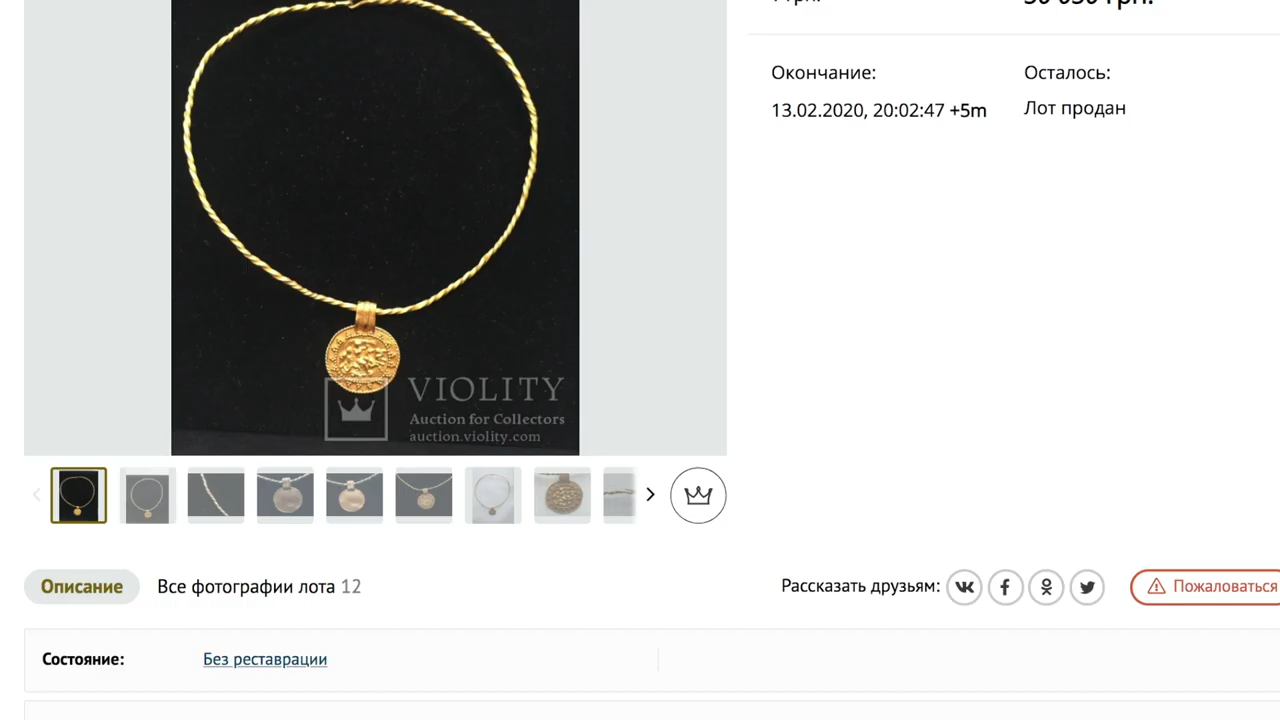 Окончание:
Осталось:
13.02.2020, 20:02:47 +5m
Лот продан
VIOLITY
Auction for Collectors
auction.violity.com
Описание
Все фотографии лота 12
Рассказать друзьям:
Пожаловаться
Состояние:
Без реставрации